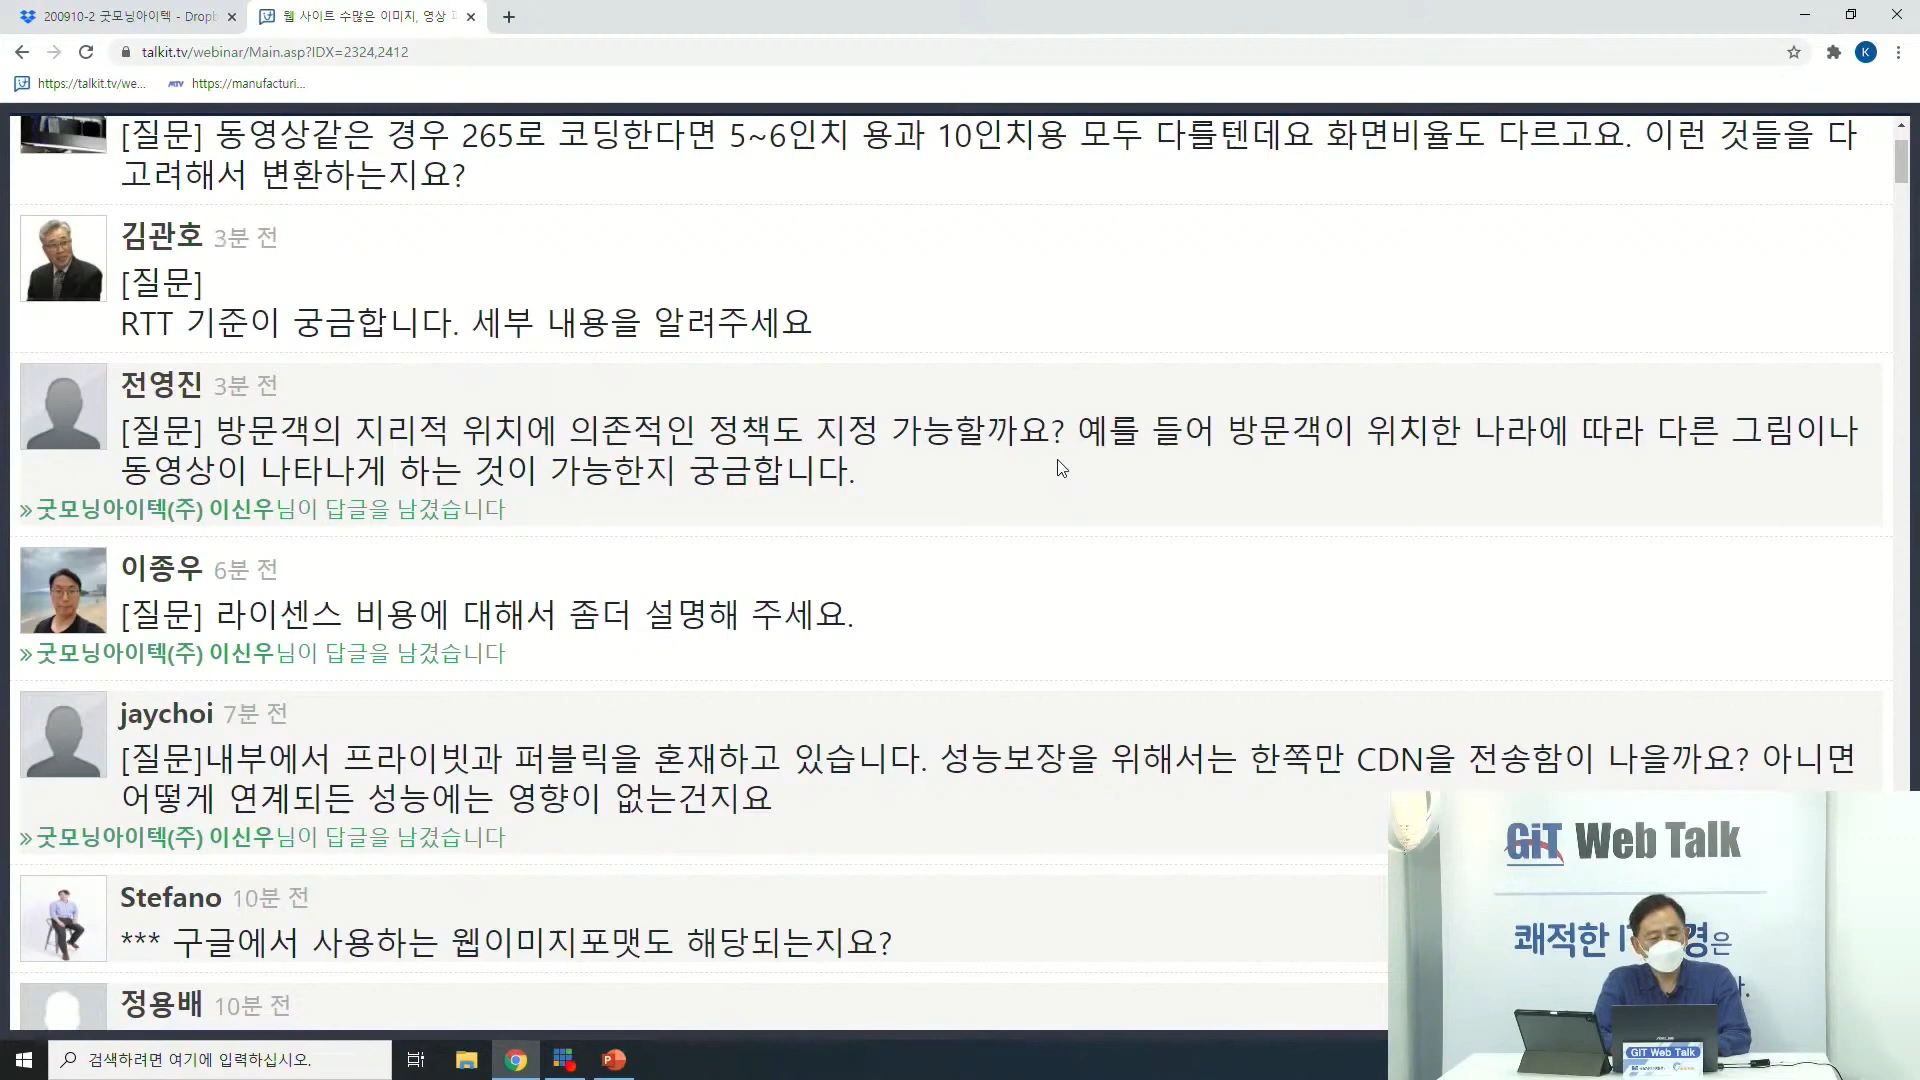 200910-2 굿모닝아이텍 - Dropb
웹 사이트 수많은 이미지, 영상
talkit.tv/webinar/Main.asp?IDX=2324,2412
K
https://talkit.tv/we...
MTV https://manufacturi...
[질문] 동영상같은 경우 265로 코딩한다면 5~6인치 용과 10인치용 모두 다를텐데요 화면비율도 다르고요. 이런 것들을 다
고려해서 변환하는지요?
김관호 3분 전
[질문]
RTT 기준이 궁금합니다. 세부 내용을 알려주세요
전영진 3분 전
[질문] 방문객의 지리적 위치에 의존적인 정책도 지정 가능할까요? 예를 들어 방문객이 위치한 나라에 따라 다른 그림이나
동영상이 나타나게 하는 것이 가능한지 궁금합니다.
» 굿모닝아이텍(주) 이신우님이 답글을 남겼습니다
이종우 6분 전
[질문] 라이센스 비용에 대해서 좀더 설명해 주세요.
» 굿모닝아이텍(주) 이신우님이 답글을 남겼습니다
jaychoi 7분 전
[질문]내부에서 프라이빗과 퍼블릭을 혼재하고 있습니다. 성능보장을 위해서는 한쪽만 CDN을 전송함이 나을까요? 아니면
어떻게 연계되든 성능에는 영향이 없는건지요
» 굿모닝아이텍(주) 이신우님이 답글을 남겼습니다
Stefano 10분 전
*** 구글에서 사용하는 웹이미지포맷도 해당되는지요?
정용배 10분 전
GiT Web Talk
쾌적한 I 경은
GIT Web Talk
검색하려면 여기에 입력하십시오.